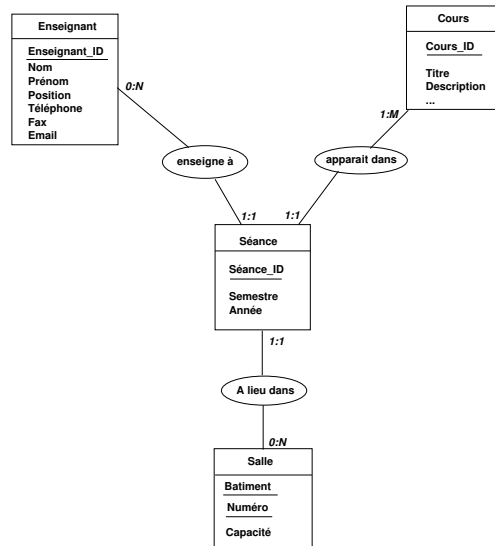 Enseignant
Enseignant_ID
Nom
Prénom
Position
Téléphone
Fax
Email
0:N
enseigne à
1:1
Cours
Cours_ID
Titre
Description
...
1:M
apparait dans
1:1
Séance
Séance_ID
Semestre
Année
1:1
A lieu dans
0:N
Salle
Batiment
Numéro
Capacité